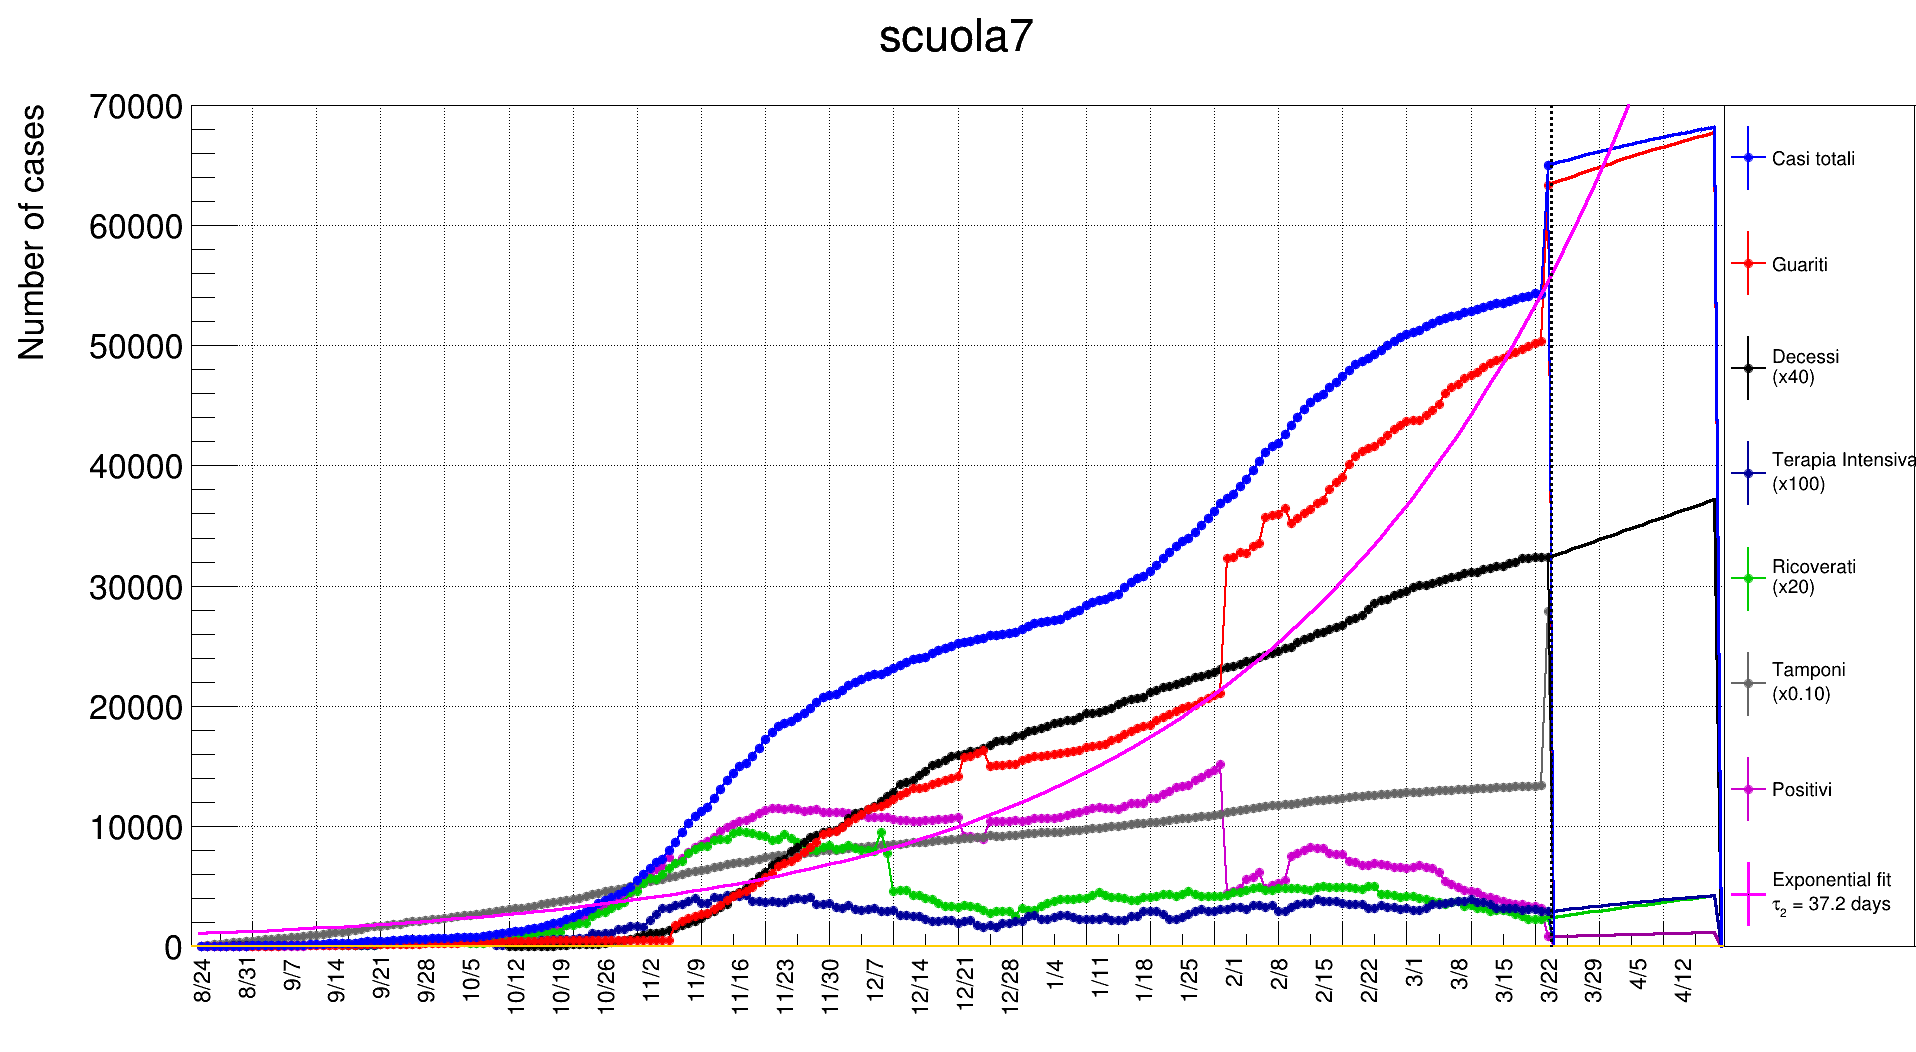 scuola7
Number of cases
70000
60000
50000
40000
30000
20000
10000
0
8/24
8/31
9/7
9/14
9/21
9/28
10/5
10/12
10/19
10/26
11/2
11/9
11/16
11/23
11/30
12/7
12/14
12/21
12/28
1/4
1/11
1/18
1/25
2/1
2/8
2/15
2/22
3/1
3/8
3/15
3/22
3/29
4/5
4/12
Casi totali
Guariti
Decessi
(x40)
Terapia Intensiva
(x100)
Ricoverati
(x20)
Tamponi
(x0.10)
Positivi
Exponential fit
τ2 = 37.2 days